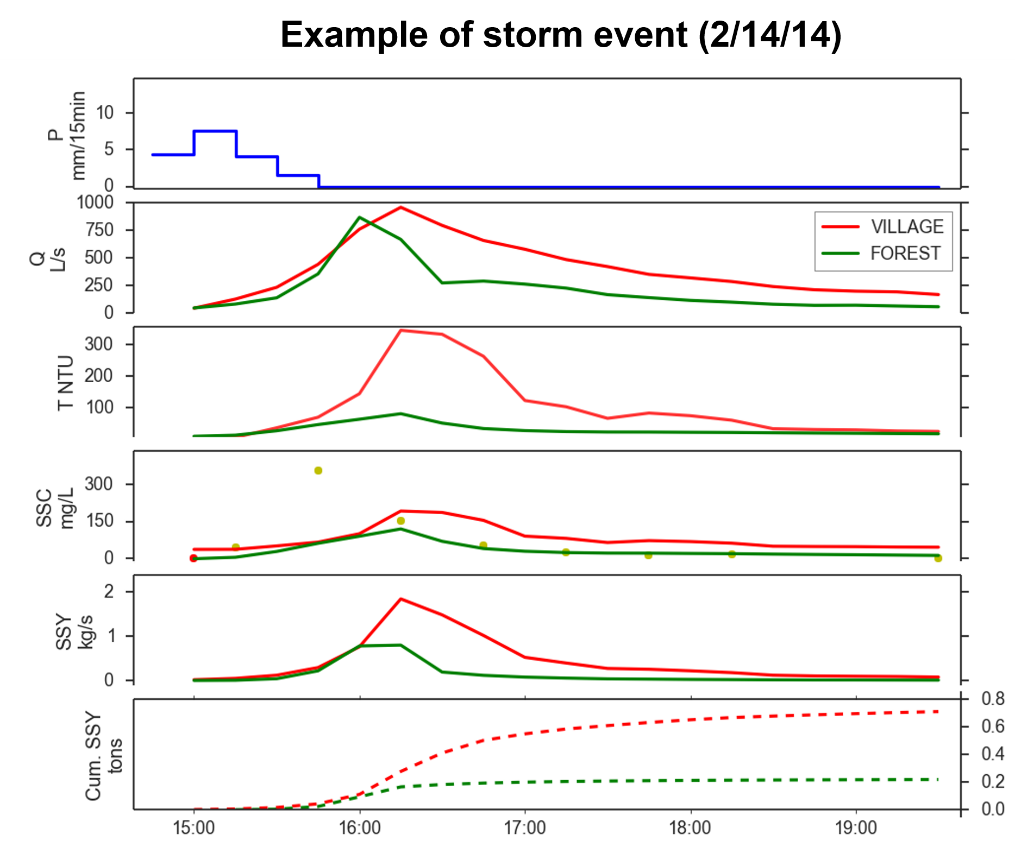 Example of storm event (2/14/14)
P
mm/15min
10
5
0
Q
L/s
1000
750
500
250
0
VILLAGE
FOREST
T NTU
300
200
100
SSC
mg/L
300
150
0
SSY
kg/s
2
1
0
Cum. SSY
tons
0.8
0.6
0.4
0.2
0.0
15:00 16:00 17:00 18:00 19:00